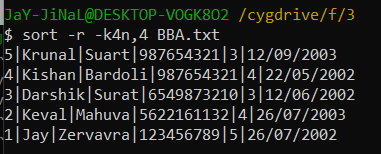 JaY-JiNaL@DESKTOP-VOGK8O2 /cygdrive/f/3
$ sort -r -k4n,4 BBA.txt
5|Krunal|Suart|987654321|3|12/09/2003
4|Kishan|Bardoli|987654321|4|22/05/2002
3|Darshik|Surat|6549873210|3|12/06/2002
2|Keval|Mahuva|5622161132|4|26/07/2003
1|Jay|Zervavra|123456789|5|26/07/2002